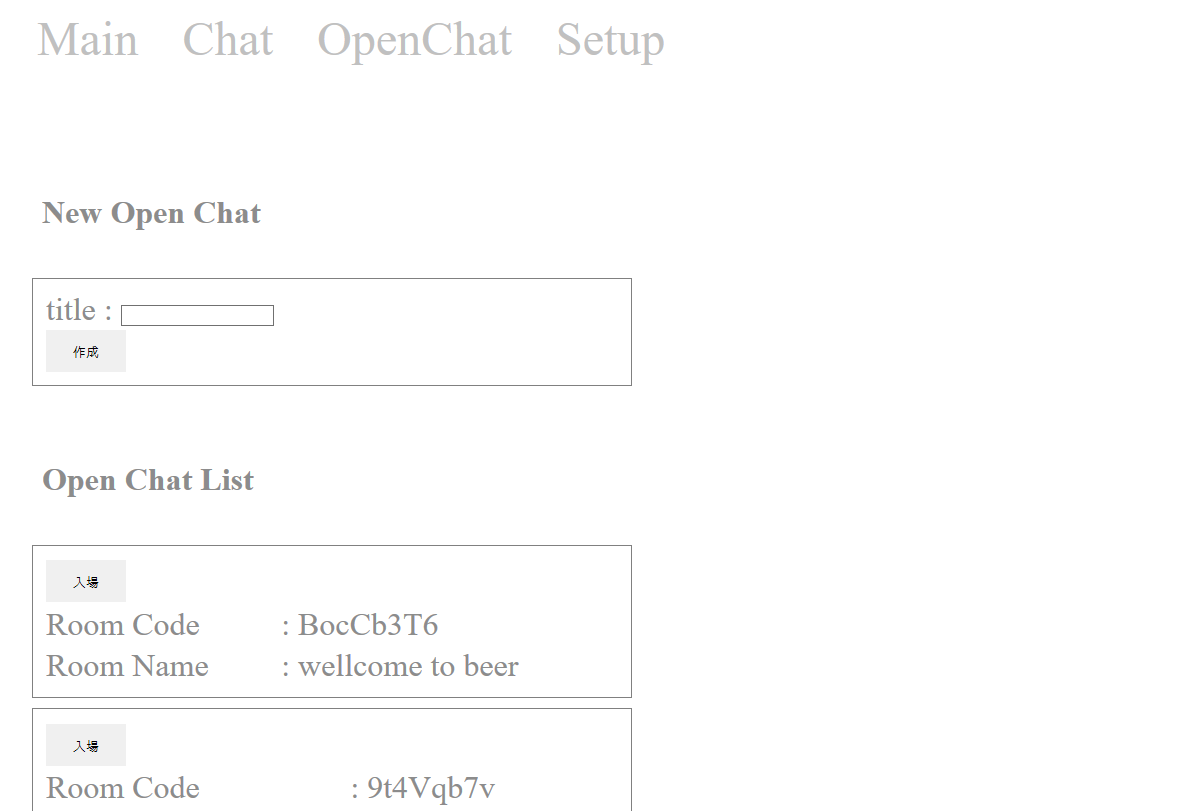 Main Chat OpenChat Setup
New Open Chat
title :
作成
Open Chat List
入場
Room Code : BocCb3T6
Room Name : wellcome to beer
入場
Room Code : 9t4Vqb7v